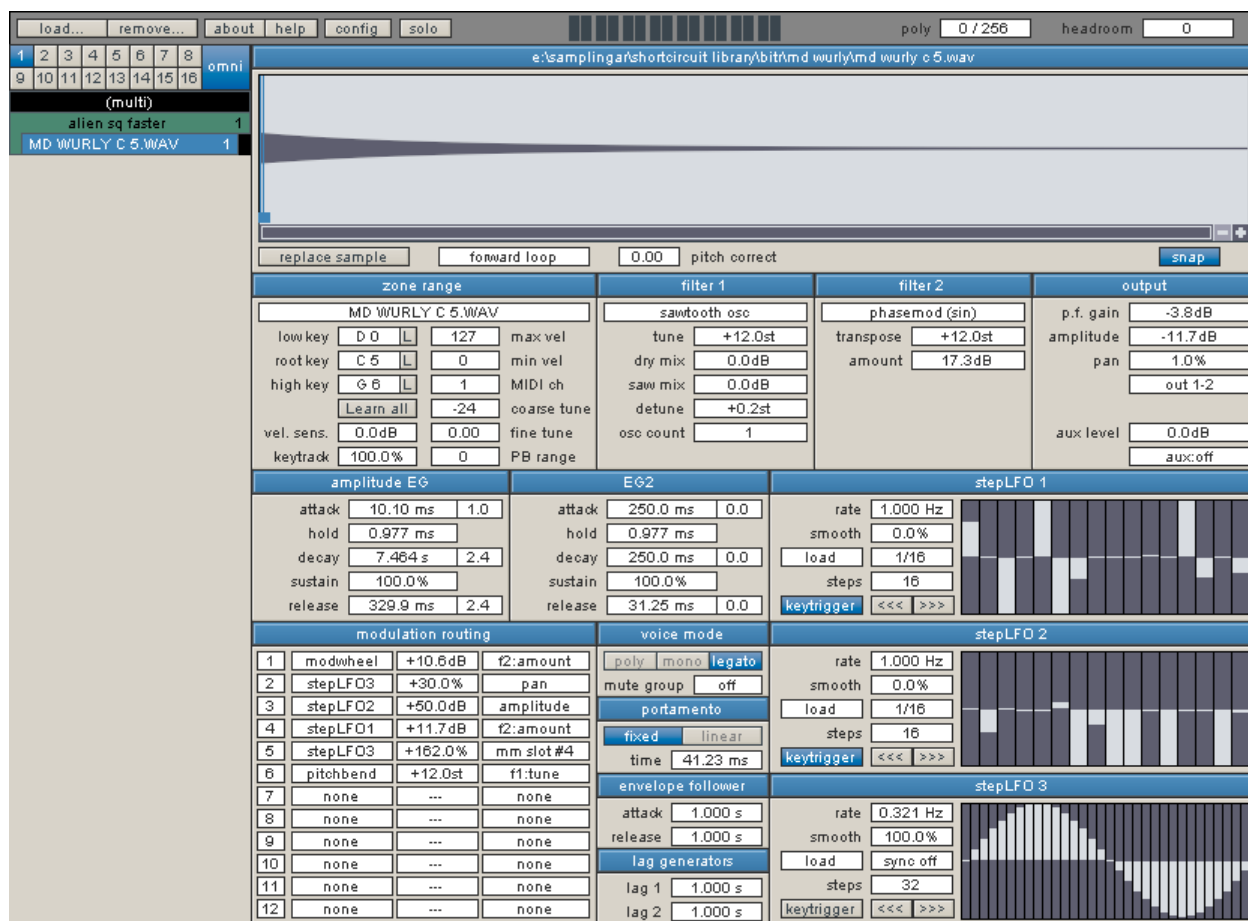 load... remove... about help config solo poly 0 / 256 headroom 0
1 2 3 4 5 6 7 8 omni
9 10 11 12 13 14 15 16
e:\samplingar\shortcircuit library\bitr\md wurly\md wurly c 5.wav
(multi)
alien sq faster 1
MD WURLY C 5.WAV 1
replace sample forward loop 0.00 pitch correct snap
zone range
MD WURLY C 5.WAV
low key D 0 L 127 max vel
root key C 5 L 0 min vel
high key G 6 L 1 MIDI ch
Learn all -24 coarse tune
vel. sens. 0.0dB 0.00 fine tune
keytrack 100.0% 0 PB range
filter 1
sawtooth osc
tune +12.0st
dry mix 0.0dB
saw mix 0.0dB
detune +0.2st
osc count 1
filter 2
phasemod (sin)
transpose +12.0st
amount 17.3dB
output
p.f. gain -3.8dB
amplitude -11.7dB
pan 1.0%
out 1-2
aux level 0.0dB
aux:off
amplitude EG
attack 10.10 ms 1.0
hold 0.977 ms
decay 7.464 s 2.4
sustain 100.0%
release 329.9 ms 2.4
EG2
attack 250.0 ms 0.0
hold 0.977 ms
decay 250.0 ms 0.0
sustain 100.0%
release 31.25 ms 0.0
stepLFO 1
rate 1.000 Hz
smooth 0.0%
load 1/16
steps 16
keytrigger <<< >>>
modulation routing
1 modwheel +10.6dB f2:amount
2 stepLFO3 +30.0% pan
3 stepLFO2 +50.0dB amplitude
4 stepLFO1 +11.7dB f2:amount
5 stepLFO3 +162.0% mm slot #4
6 pitchbend +12.0st f1:tune
7 none --- none
8 none --- none
9 none --- none
10 none --- none
11 none --- none
12 none --- none
voice mode
poly mono legato
mute group off
portamento
fixed linear
time 41.23 ms
envelope follower
attack 1.000 s
release 1.000 s
lag generators
lag 1 1.000 s
lag 2 1.000 s
stepLFO 2
rate 1.000 Hz
smooth 0.0%
load 1/16
steps 16
keytrigger <<< >>>
stepLFO 3
rate 0.321 Hz
smooth 100.0%
load sync off
steps 32
keytrigger <<< >>>